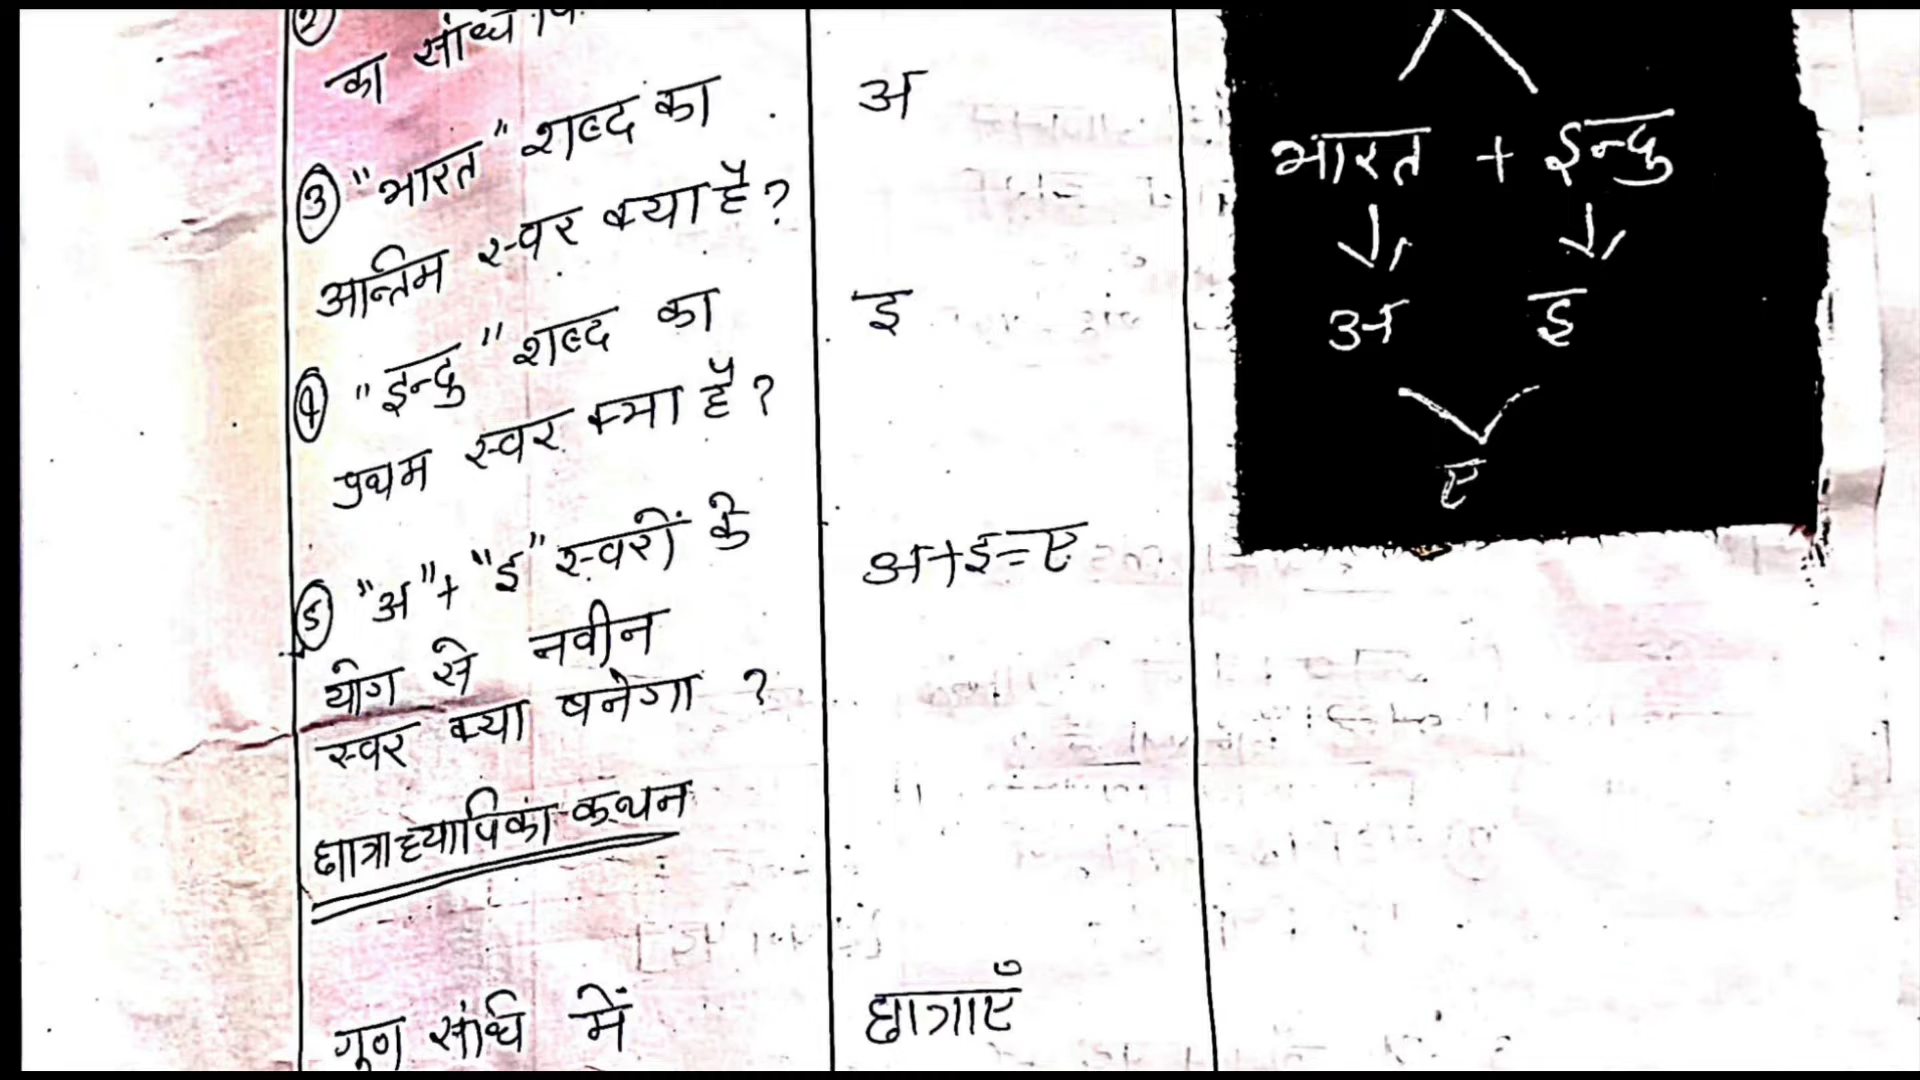 का
③ "भारत" शब्द का
अन्तिम स्वर क्या है?
④ "इन्दु" शब्द का
प्रथम स्वर क्या है?
⑤ "अ"+ "इ" स्वरों के
योग से नवीन
स्वर क्या बनेगा ?
छात्राध्यापिका कथन
गुण संधि में
अ
इ
अ+इ=ए
छात्राएँ
भारत + इन्दु
अ इ
ए